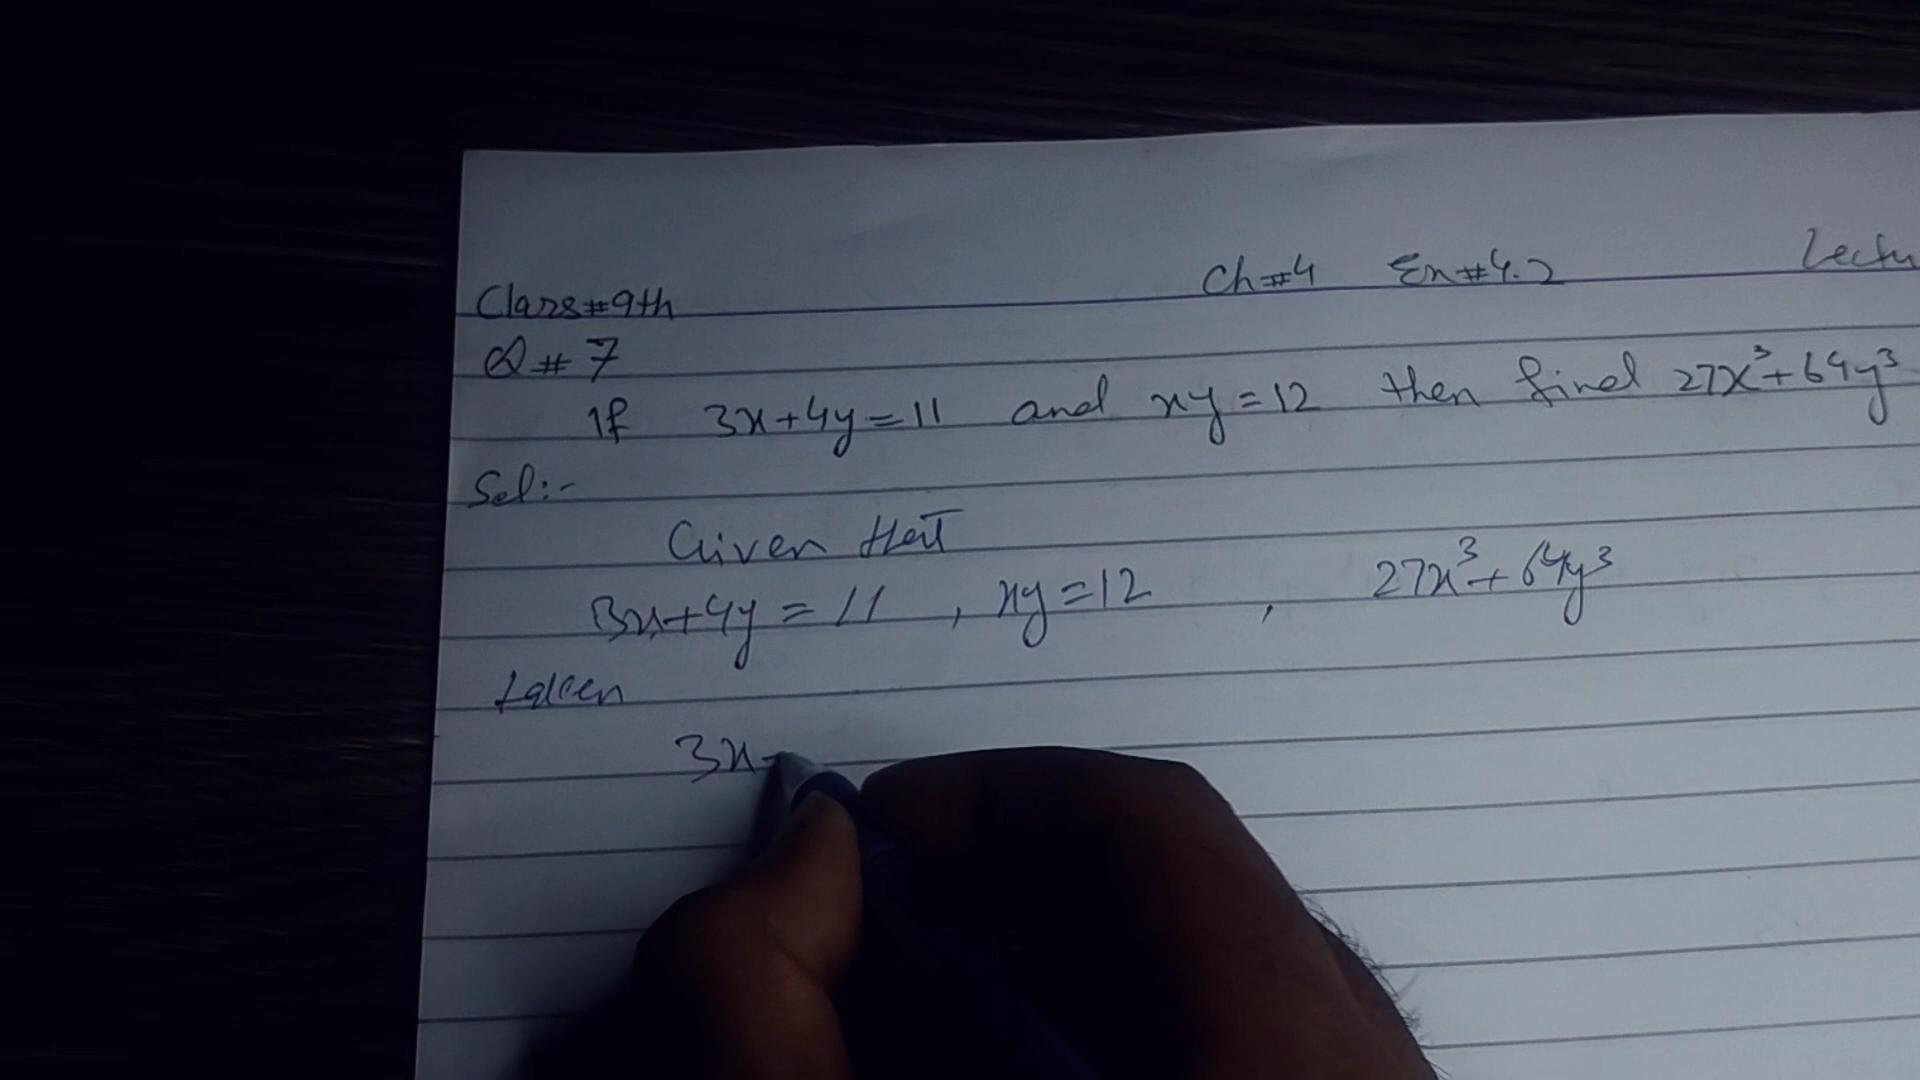 Class#9th Ch#4 Ex#4.2 Lectu
Q#7
If 3x+4y=11 and xy=12 then find 27x³+64y³
Sol:-
Given that
3x+4y=11 , xy=12 , 27x³+64y³
taken
3x